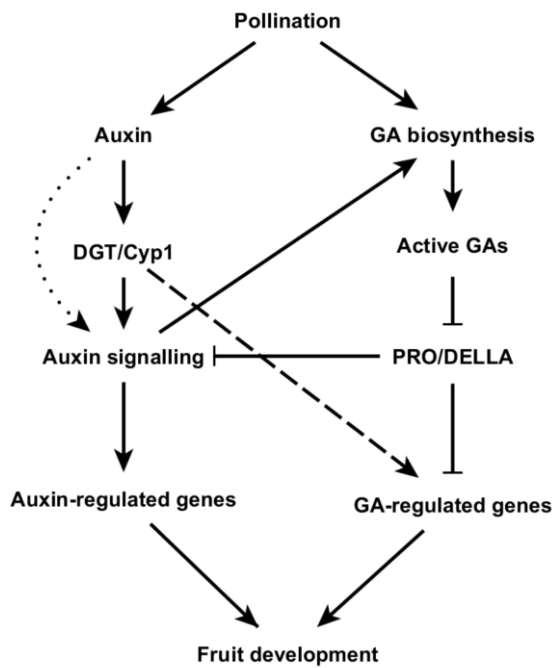 Pollination
Auxin
GA biosynthesis
DGT/Cyp1
Active GAs
Auxin signalling
PRO/DELLA
Auxin-regulated genes
GA-regulated genes
Fruit development